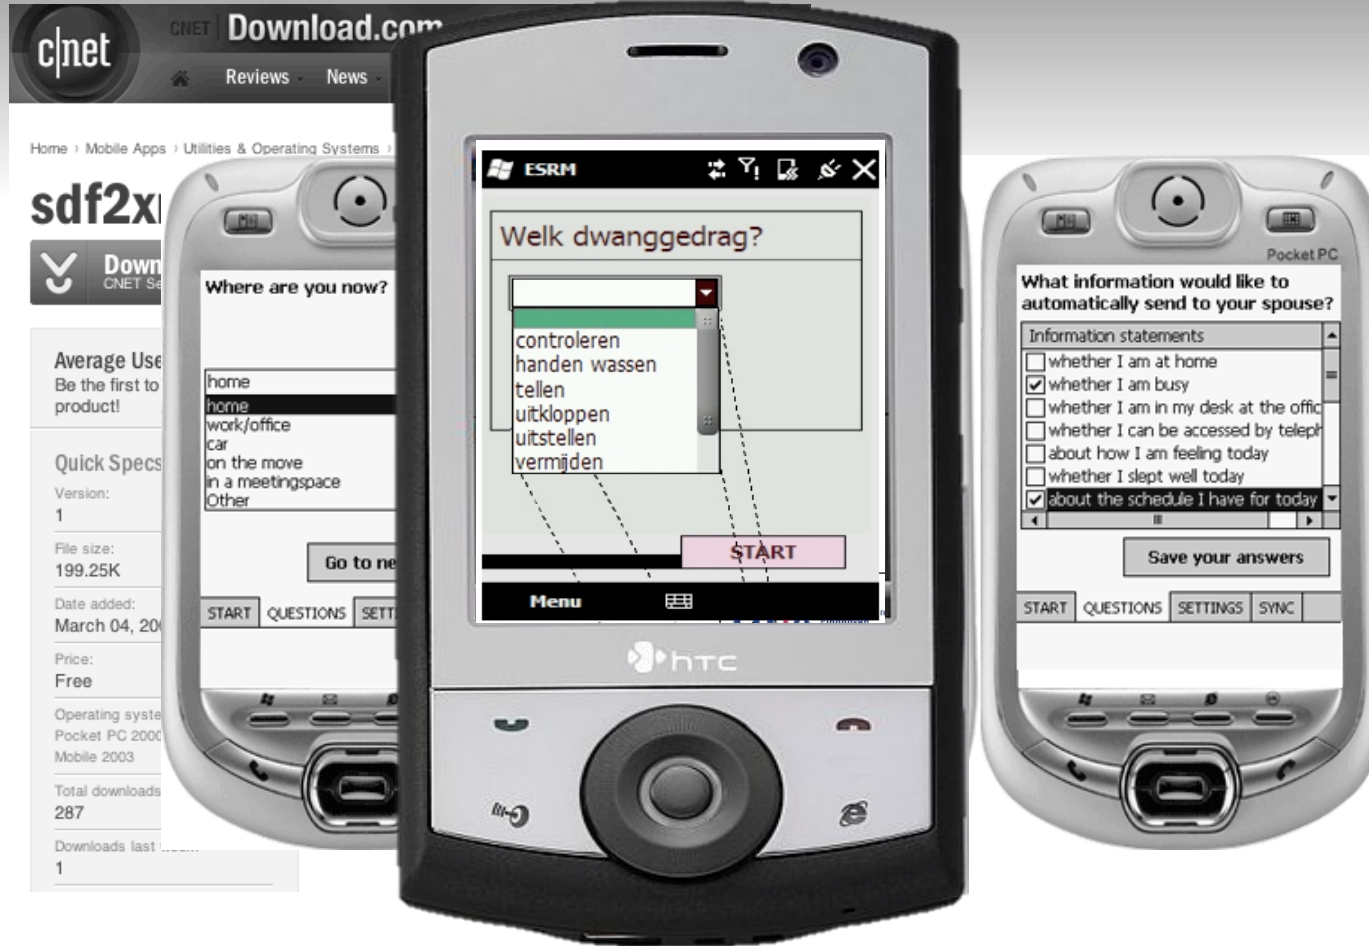 c|net
CNET
Download.com
Reviews
News
Home › Mobile Apps › Utilities & Operating Systems ›
sdf2x
Down
CNET Se
Average Use
Be the first to
product!
Quick Specs
Version:
1
File size:
199.25K
Date added:
March 04, 20
Price:
Free
Operating syste
Pocket PC 2000
Mobile 2003
Total downloads
287
Downloads last
1
Where are you now?
home
home
work/office
car
on the move
in a meetingspace
Other
Go to ne
START QUESTIONS SETT
ESRM
Welk dwanggedrag?
controleren
handen wassen
tellen
uitkloppen
uitstellen
vermijden
START
Menu
hTC
Pocket PC
What information would like to
automatically send to your spouse?
Information statements
whether I am at home
whether I am busy
whether I am in my desk at the offic
whether I can be accessed by teleph
about how I am feeling today
whether I slept well today
about the schedule I have for today
Save your answers
START QUESTIONS SETTINGS SYNC